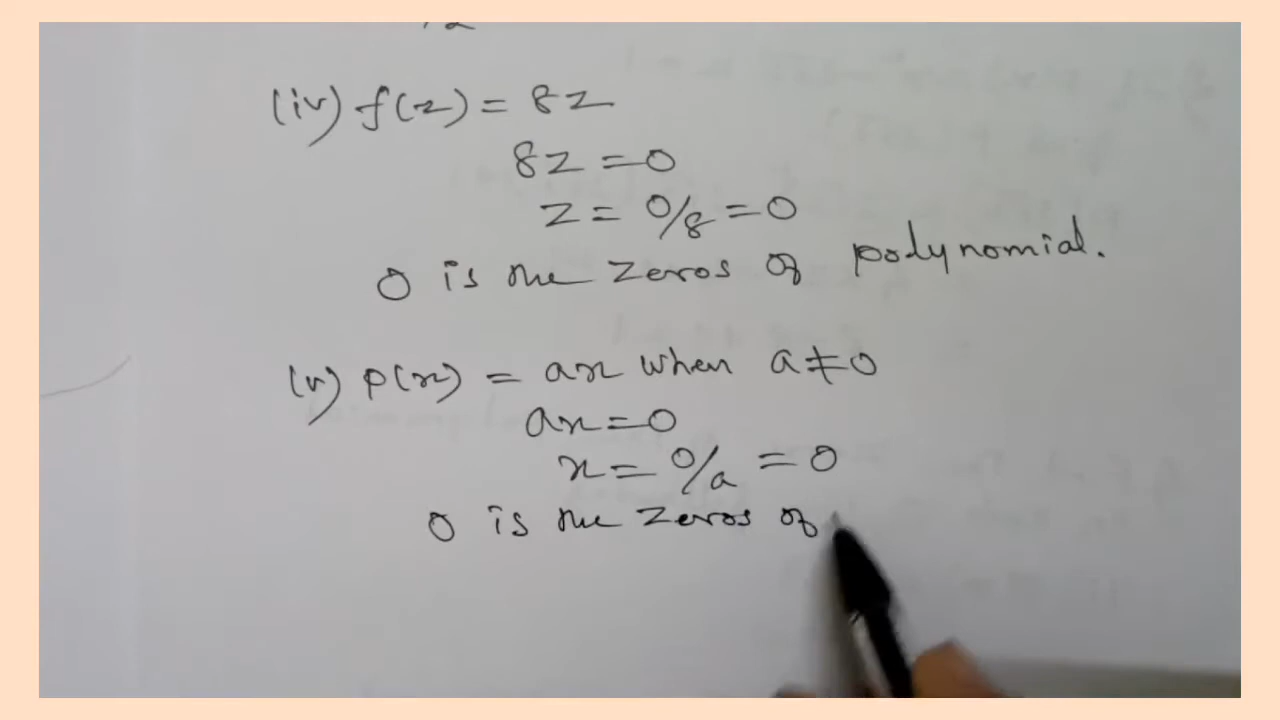 (iv) f(z) = 8z
8z = 0
z = 0/8 = 0
0 is the zeros of polynomial.
(v) p(x) = ax when a ≠ 0
ax = 0
x = 0/a = 0
0 is the zeros of